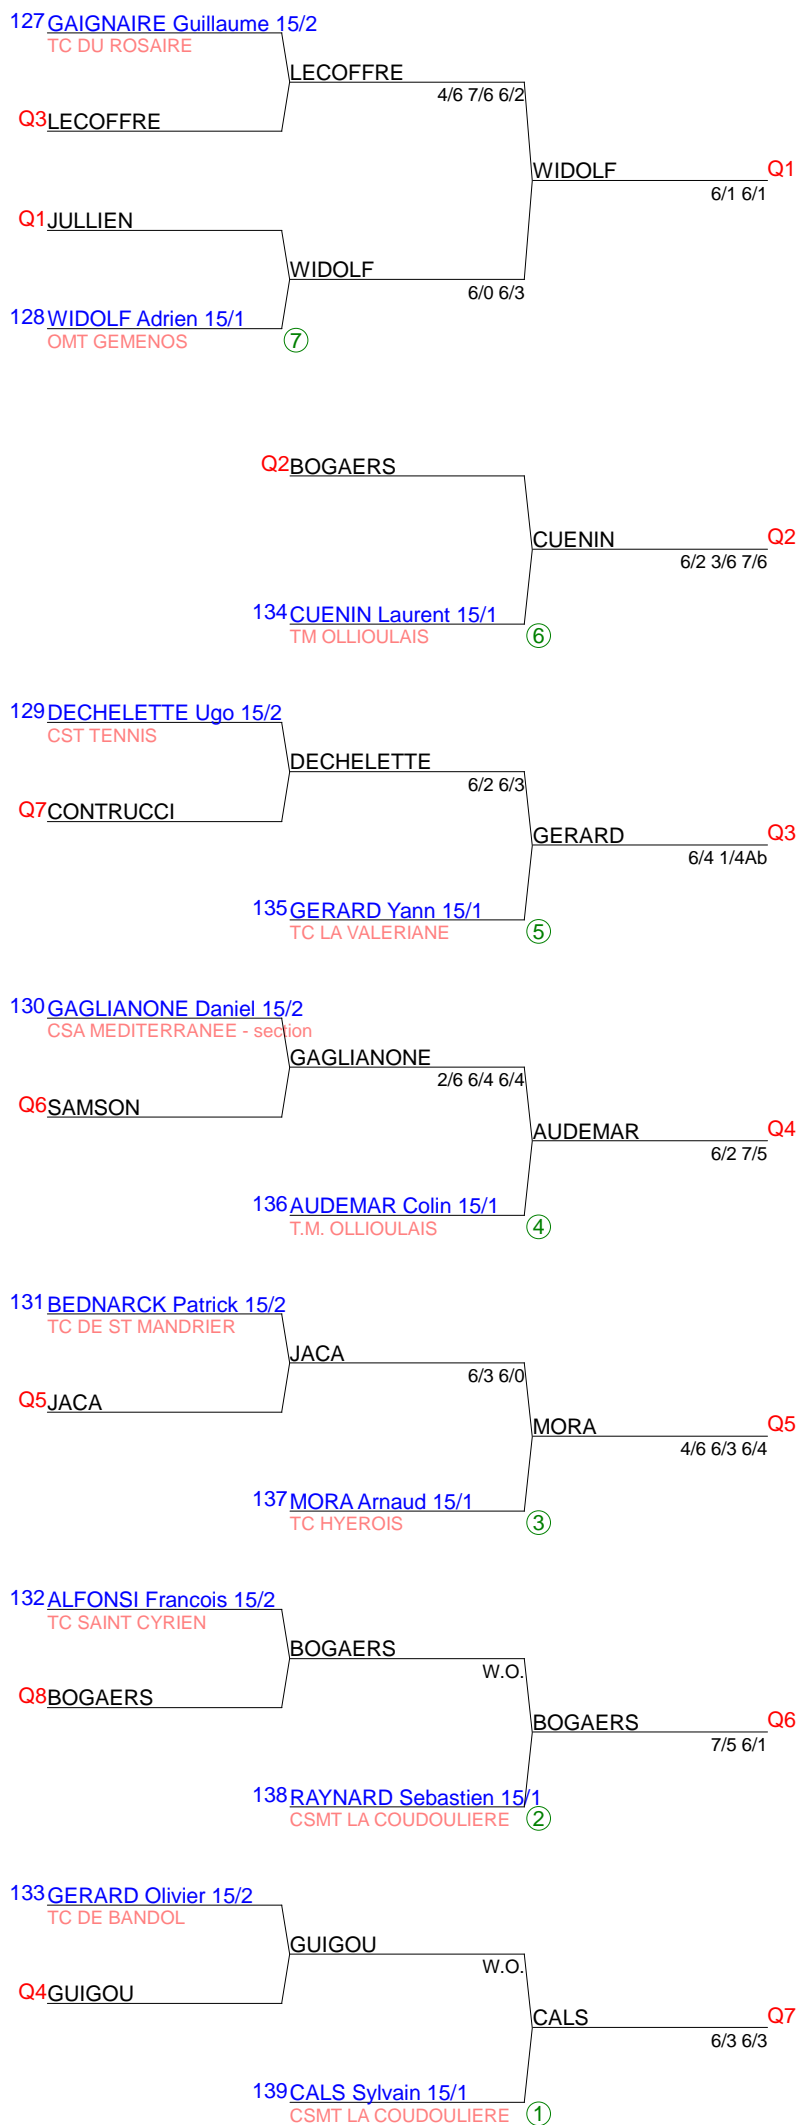 127 GAIGNAIRE Guillaume 15/2
TC DU ROSAIRE
LECOFFRE
4/6 7/6 6/2
Q3 LECOFFRE
WIDOLF Q1
6/1 6/1
Q1 JULLIEN
WIDOLF
6/0 6/3
128 WIDOLF Adrien 15/1
OMT GEMENOS
7
Q2 BOGAERS
CUENIN Q2
6/2 3/6 7/6
134 CUENIN Laurent 15/1
TM OLLIOULAIS
6
129 DECHELETTE Ugo 15/2
CST TENNIS
DECHELETTE
6/2 6/3
Q7 CONTRUCCI
GERARD Q3
6/4 1/4Ab
135 GERARD Yann 15/1
TC LA VALERIANE
5
130 GAGLIANONE Daniel 15/2
CSA MEDITERRANEE - section
GAGLIANONE
2/6 6/4 6/4
Q6 SAMSON
AUDEMAR Q4
6/2 7/5
136 AUDEMAR Colin 15/1
T.M. OLLIOULAIS
4
131 BEDNARCK Patrick 15/2
TC DE ST MANDRIER
JACA
6/3 6/0
Q5 JACA
MORA Q5
4/6 6/3 6/4
137 MORA Arnaud 15/1
TC HYEROIS
3
132 ALFONSI Francois 15/2
TC SAINT CYRIEN
BOGAERS
W.O.
Q8 BOGAERS
BOGAERS Q6
7/5 6/1
138 RAYNARD Sebastien 15/1
CSMT LA COUDOULIERE
2
133 GERARD Olivier 15/2
TC DE BANDOL
GUIGOU
W.O.
Q4 GUIGOU
CALS Q7
6/3 6/3
139 CALS Sylvain 15/1
CSMT LA COUDOULIERE
1